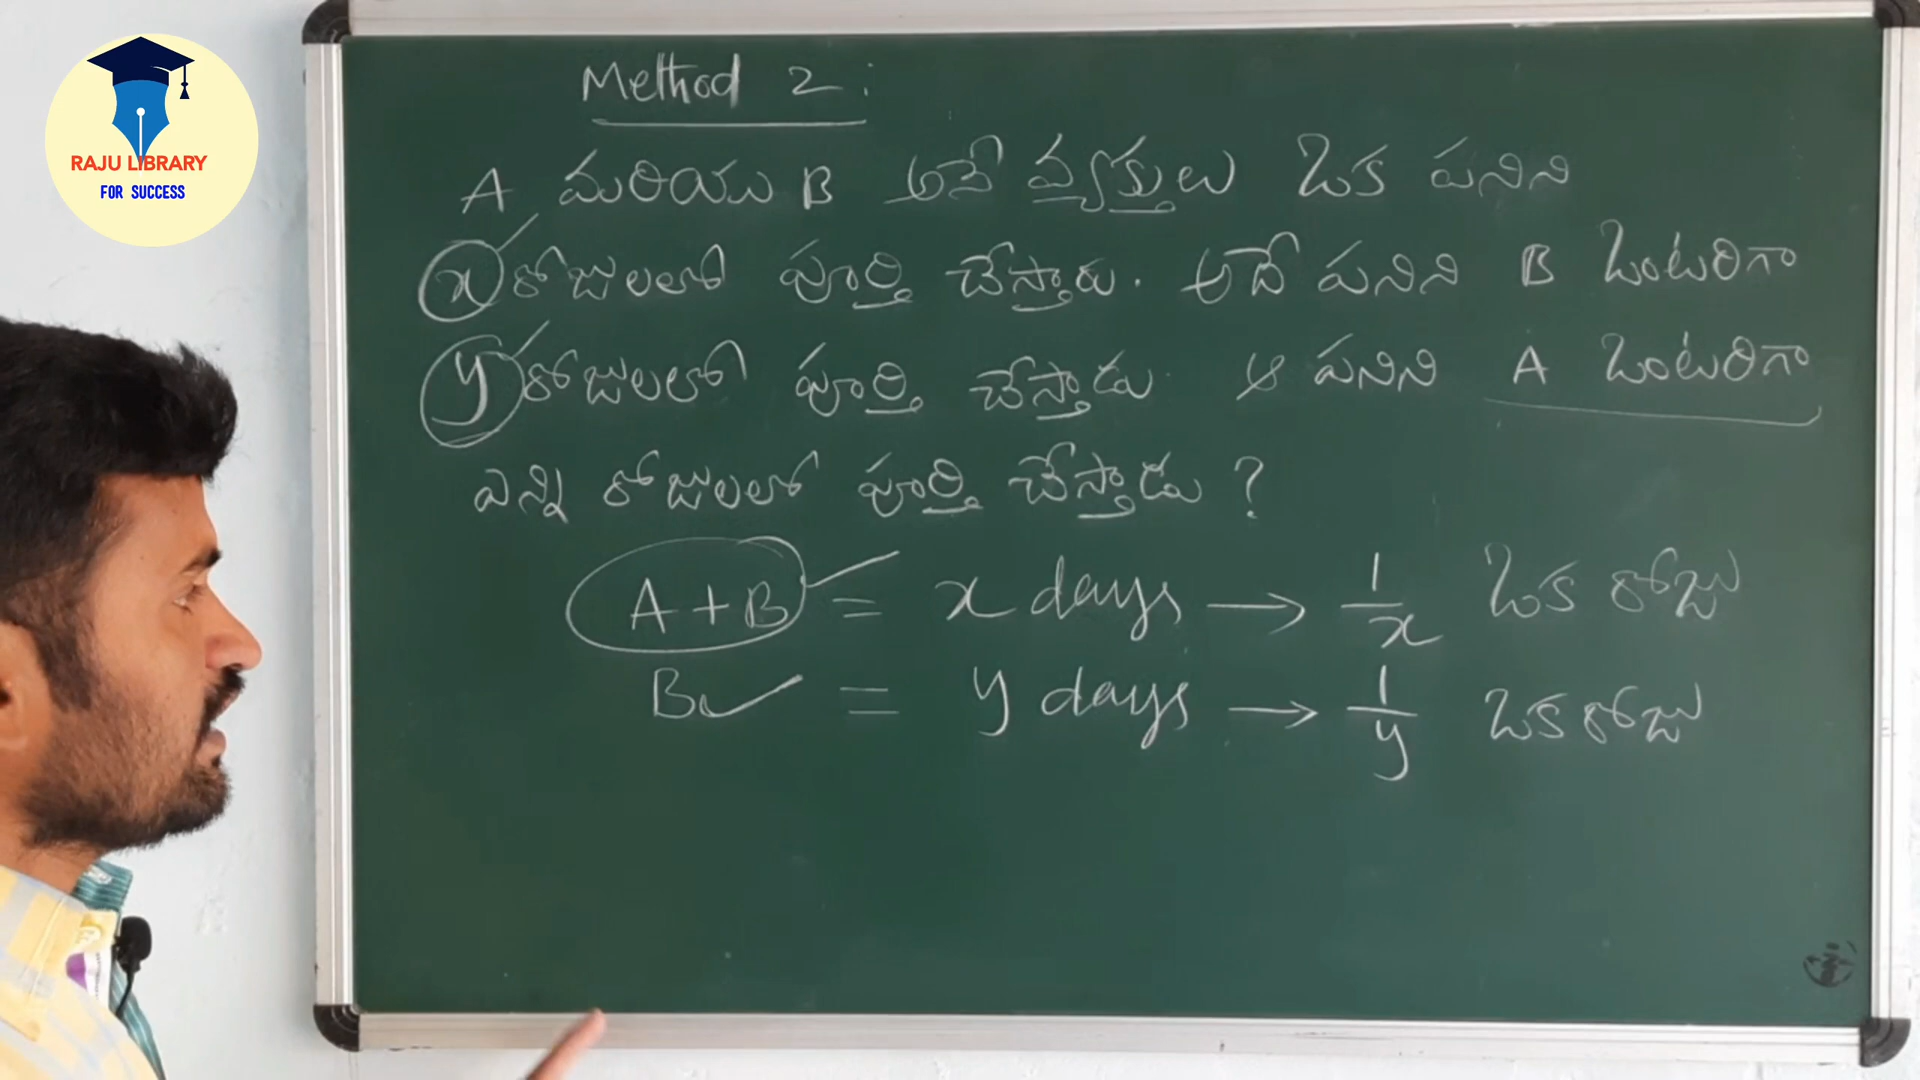 RAJU LIBRARY
FOR SUCCESS
Method 2:
A మరియు B అనే వ్యక్తులు ఒక పనిని
x రోజులలో పూర్తి చేస్తారు. అదే పనిని B ఒంటరిగా
y రోజులలో పూర్తి చేస్తాడు ఆ పనిని A ఒంటరిగా
ఎన్ని రోజులలో పూర్తి చేస్తాడు ?
A + B = x days → 1/x ఒక రోజు
B = y days → 1/y ఒక రోజు